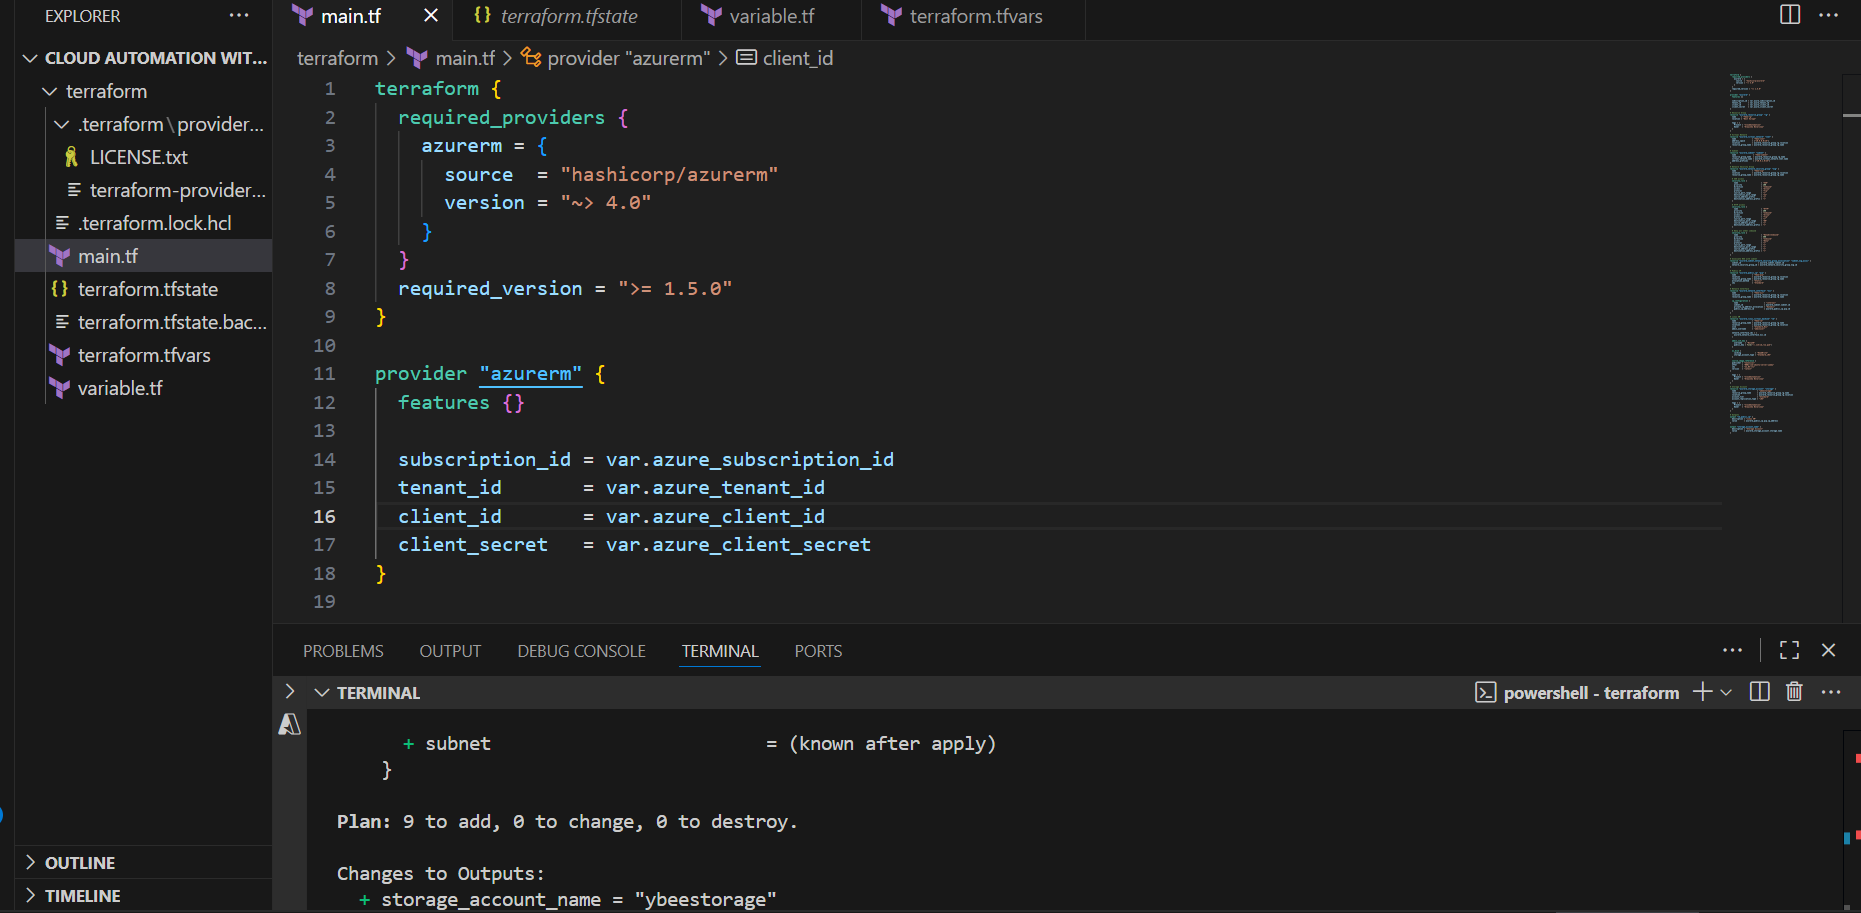 EXPLORER
CLOUD AUTOMATION WIT...
terraform
.terraform\provider...
LICENSE.txt
terraform-provider...
.terraform.lock.hcl
main.tf
terraform.tfstate
terraform.tfstate.bac...
terraform.tfvars
variable.tf
OUTLINE
TIMELINE
main.tf
terraform.tfstate
variable.tf
terraform.tfvars
terraform > main.tf > provider "azurerm" > client_id
1 terraform {
2 required_providers {
3 azurerm = {
4 source = "hashicorp/azurerm"
5 version = "~> 4.0"
6 }
7 }
8 required_version = ">= 1.5.0"
9 }
10
11 provider "azurerm" {
12 features {}
13
14 subscription_id = var.azure_subscription_id
15 tenant_id = var.azure_tenant_id
16 client_id = var.azure_client_id
17 client_secret = var.azure_client_secret
18 }
19
PROBLEMS OUTPUT DEBUG CONSOLE TERMINAL PORTS
TERMINAL
powershell - terraform
+ subnet = (known after apply)
}
Plan: 9 to add, 0 to change, 0 to destroy.
Changes to Outputs:
+ storage_account_name = "ybeestorage"